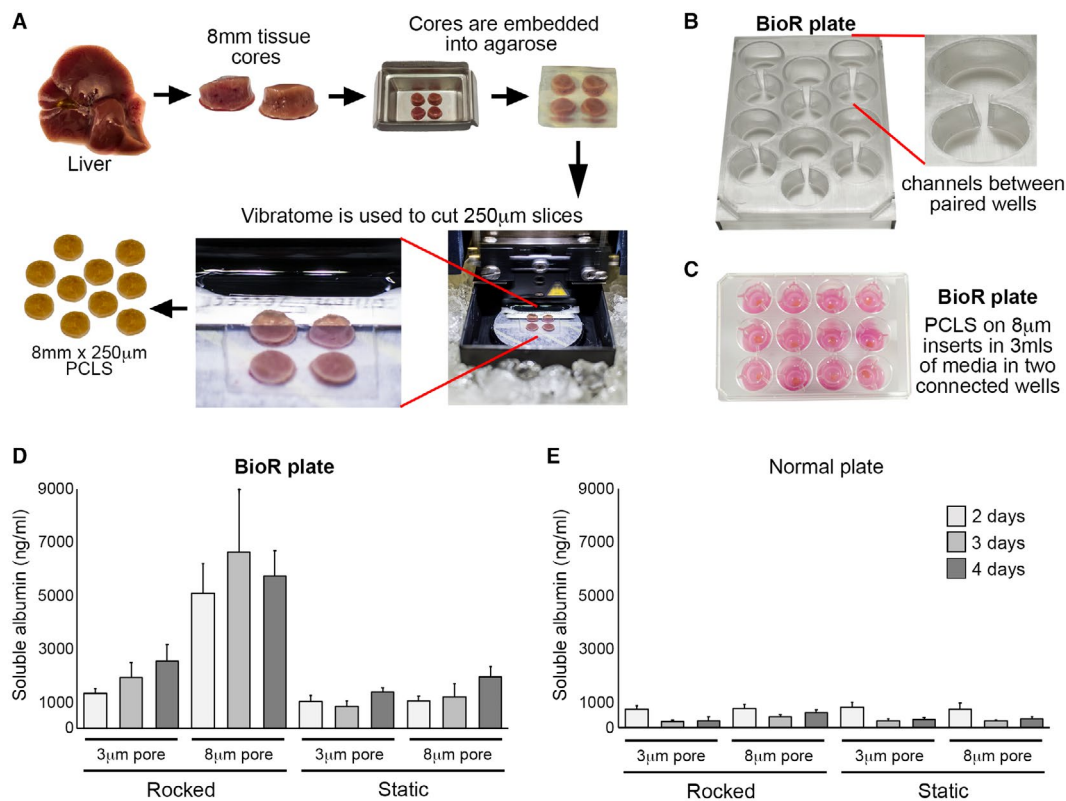 A
Liver
8mm tissue
cores
Cores are embedded
into agarose
Vibratome is used to cut 250μm slices
8mm x 250μm
PCLS
B
BioR plate
channels between
paired wells
C
BioR plate
PCLS on 8μm
inserts in 3mls
of media in two
connected wells
D
BioR plate
Soluble albumin (ng/ml)
9000
7000
5000
3000
1000
0
3μm pore
8μm pore
3μm pore
8μm pore
Rocked
Static
E
Normal plate
Soluble albumin (ng/ml)
9000
7000
5000
3000
1000
0
2 days
3 days
4 days
3μm pore
8μm pore
3μm pore
8μm pore
Rocked
Static